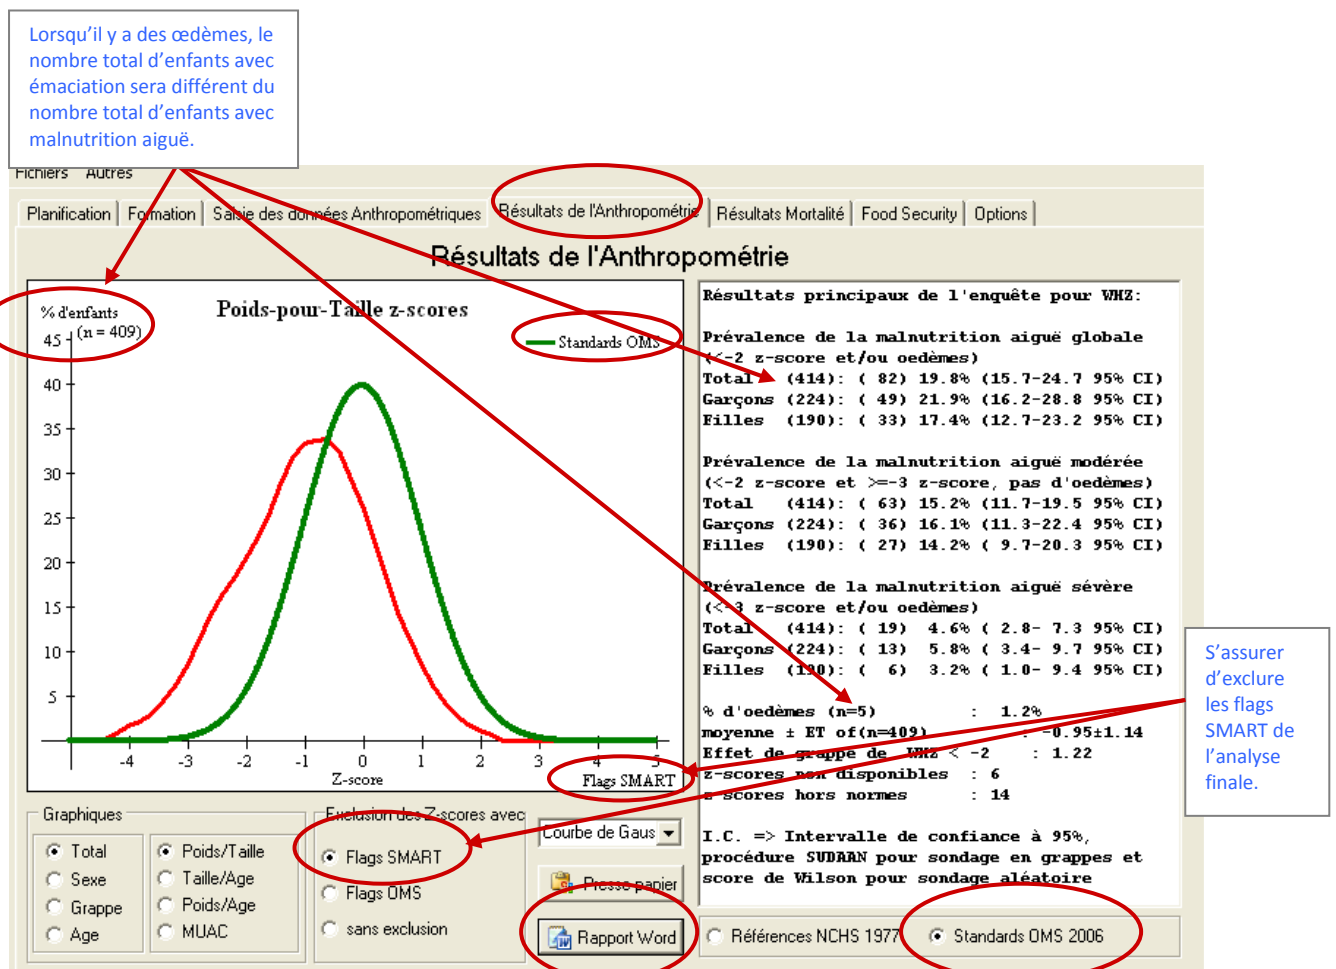 Lorsqu'il y a des œdèmes, le
nombre total d'enfants avec
émaciation sera différent du
nombre total d'enfants avec
malnutrition aiguë.
Fichiers Autres
Planification Formation Saisie des données Anthropométriques Résultats de l'Anthropométrie Résultats Mortalité Food Security Options
Résultats de l'Anthropométrie
% d'enfants
(n = 409)
Poids-pour-Taille z-scores
Standards OMS
45
40
35
30
25
20
15
10
5
-4 -3 -2 -1 0 1 2 3 4 5
Z-score
Flags SMART
Résultats principaux de l'enquête pour WHZ:
Prévalence de la malnutrition aiguë globale
(<-2 z-score et/ou oedèmes)
Total (414): ( 82) 19.8% (15.7-24.7 95% CI)
Garçons (224): ( 49) 21.9% (16.2-28.8 95% CI)
Filles (190): ( 33) 17.4% (12.7-23.2 95% CI)
Prévalence de la malnutrition aiguë modérée
(<-2 z-score et >=-3 z-score, pas d'oedèmes)
Total (414): ( 63) 15.2% (11.7-19.5 95% CI)
Garçons (224): ( 36) 16.1% (11.3-22.4 95% CI)
Filles (190): ( 27) 14.2% ( 9.7-20.3 95% CI)
Prévalence de la malnutrition aiguë sévère
(<-3 z-score et/ou oedèmes)
Total (414): ( 19) 4.6% ( 2.8- 7.3 95% CI)
Garçons (224): ( 13) 5.8% ( 3.4- 9.7 95% CI)
Filles (190): ( 6) 3.2% ( 1.0- 9.4 95% CI)
% d'oedèmes (n=5) : 1.2%
moyenne ± ET of(n=409) : -0.95±1.14
Effet de grappe de WHZ < -2 : 1.22
z-scores non disponibles : 6
z-scores hors normes : 14
I.C. => Intervalle de confiance à 95%,
procédure SUDAAN pour sondage en grappes et
score de Wilson pour sondage aléatoire
S'assurer
d'exclure
les flags
SMART de
l'analyse
finale.
Graphiques
Total
Sexe
Grappe
Age
Poids/Taille
Taille/Age
Poids/Age
MUAC
Exclusion des Z-scores avec
Flags SMART
Flags OMS
sans exclusion
Courbe de Gaus
Presse papier
Rapport Word
Références NCHS 1977
Standards OMS 2006